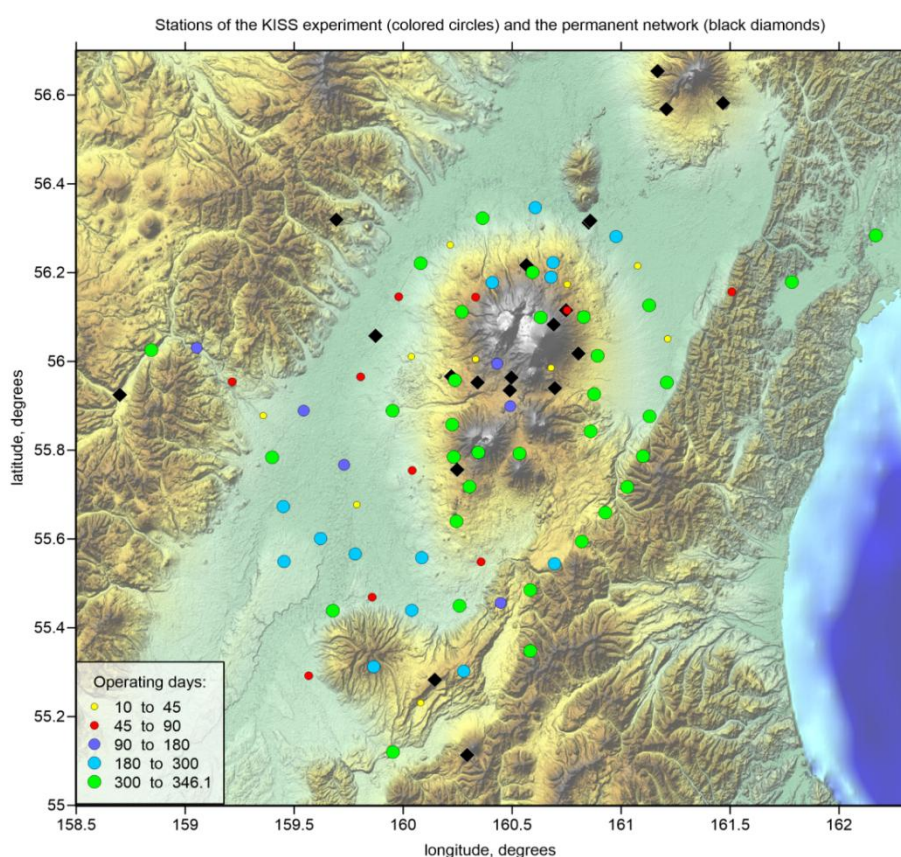 Stations of the KISS experiment (colored circles) and the permanent network (black diamonds)
56.6
56.4
56.2
56
55.8
55.6
55.4
55.2
55
latitude, degrees
Operating days:
10 to 45
45 to 90
90 to 180
180 to 300
300 to 346.1
158.5 159 159.5 160 160.5 161 161.5 162
longitude, degrees